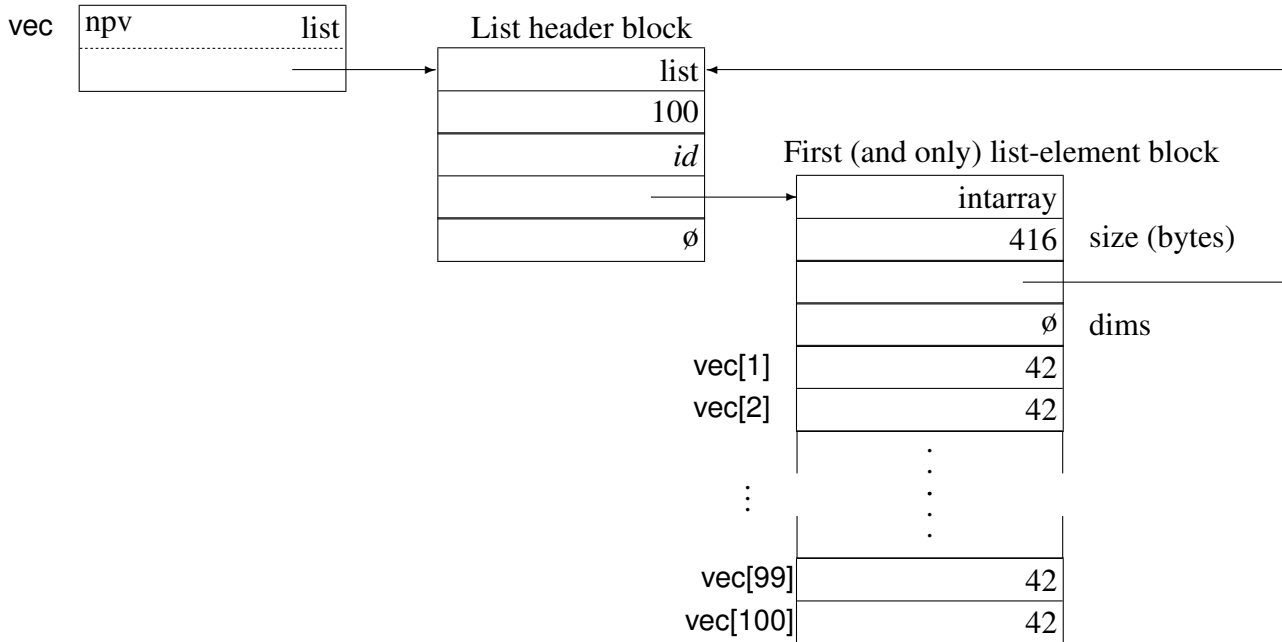 vec npv list
List header block
list
100
id
ø
First (and only) list-element block
intarray
416 size (bytes)
ø dims
vec[1] 42
vec[2] 42
vec[99] 42
vec[100] 42